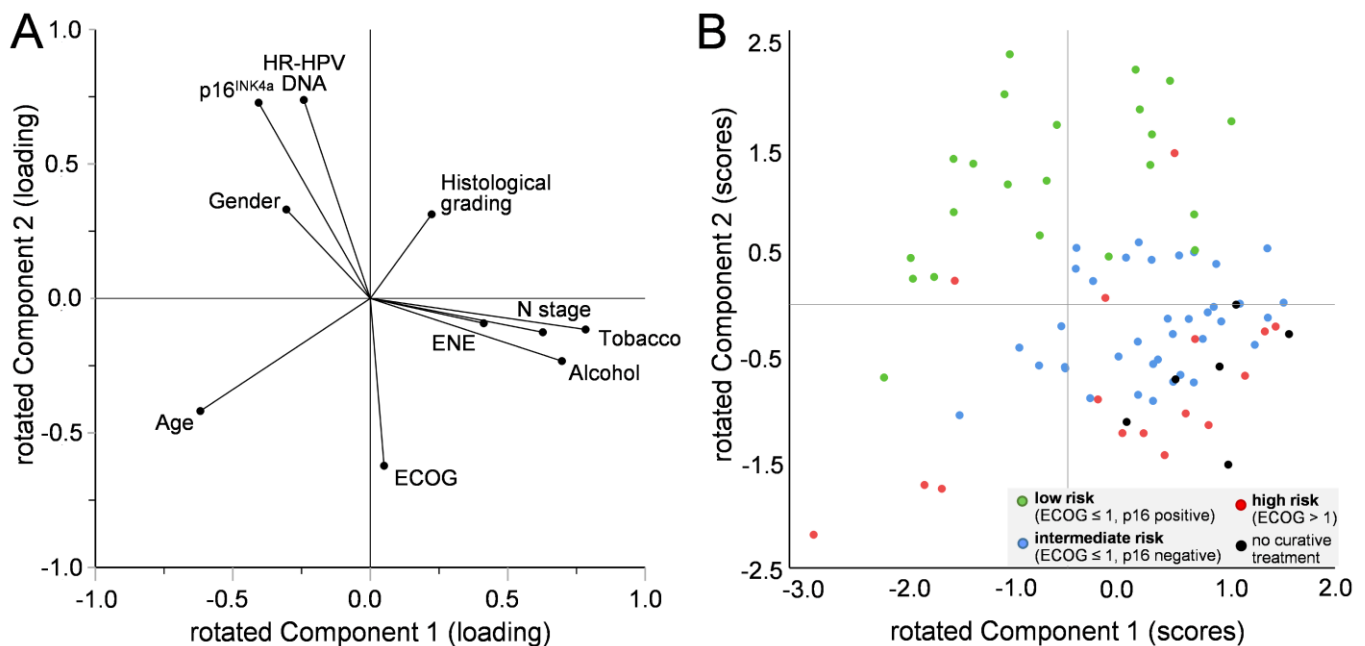 A
1.0
0.5
0.0
-0.5
-1.0
rotated Component 2 (loading)
HR-HPV
DNA
p16INK4a
Gender
Histological
grading
N stage
ENE
Tobacco
Alcohol
Age
ECOG
-1.0 -0.5 0.0 0.5 1.0
rotated Component 1 (loading)
B
2.5
1.5
0.5
-0.5
-1.5
-2.5
rotated Component 2 (scores)
low risk
(ECOG ≤ 1, p16 positive)
intermediate risk
(ECOG ≤ 1, p16 negative)
high risk
(ECOG > 1)
no curative
treatment
-3.0 -2.0 -1.0 0.0 1.0 2.0
rotated Component 1 (scores)